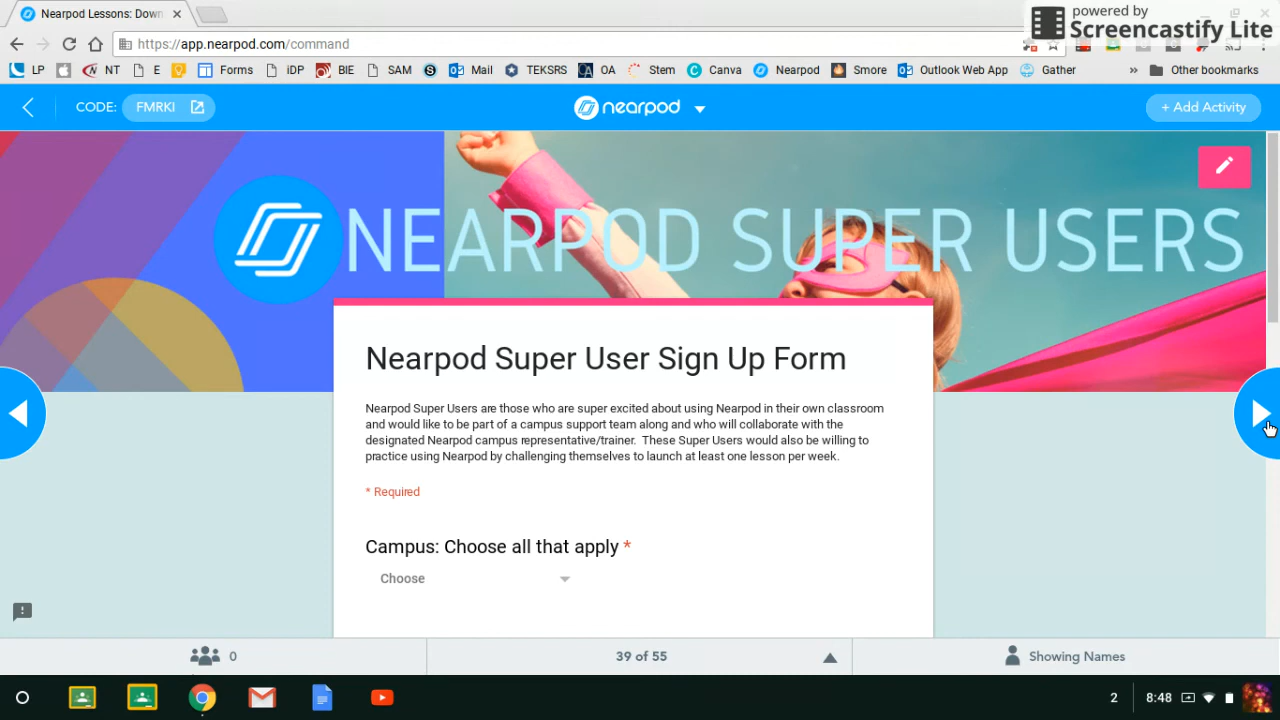 Nearpod Lessons: Down
powered by
Screencastify Lite
https://app.nearpod.com/command
LP NT E Forms iDP BIE SAM Mail TEKSRS OA Stem Canva Nearpod Smore Outlook Web App Gather » Other bookmarks
CODE: FMRKI nearpod + Add Activity
NEARPOD SUPER USERS
Nearpod Super User Sign Up Form
Nearpod Super Users are those who are super excited about using Nearpod in their own classroom
and would like to be part of a campus support team along and who will collaborate with the
designated Nearpod campus representative/trainer. These Super Users would also be willing to
practice using Nearpod by challenging themselves to launch at least one lesson per week.
* Required
Campus: Choose all that apply *
Choose
0 39 of 55 Showing Names
2 8:48